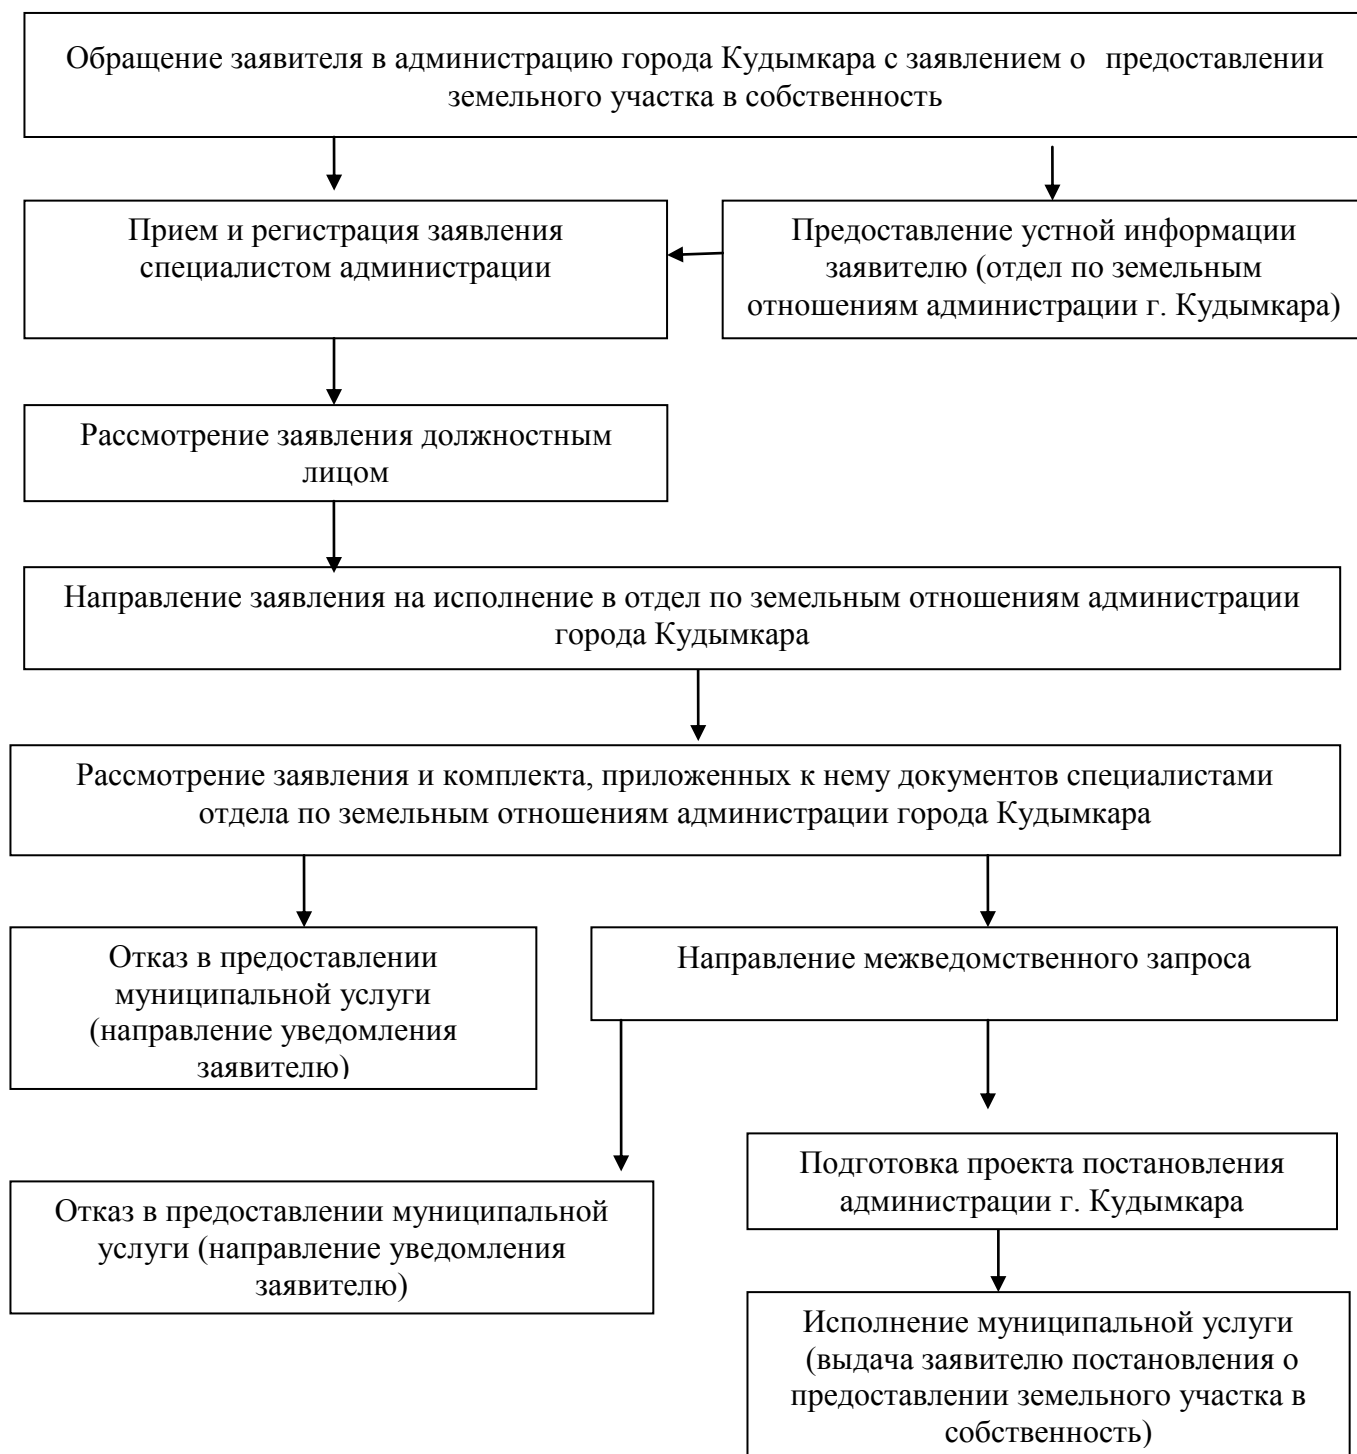 Обращение заявителя в администрацию города Кудымкара с заявлением о предоставлении
земельного участка в собственность
Прием и регистрация заявления
специалистом администрации
Предоставление устной информации
заявителю (отдел по земельным
отношениям администрации г. Кудымкара)
Рассмотрение заявления должностным
лицом
Направление заявления на исполнение в отдел по земельным отношениям администрации
города Кудымкара
Рассмотрение заявления и комплекта, приложенных к нему документов специалистами
отдела по земельным отношениям администрации города Кудымкара
Отказ в предоставлении
муниципальной услуги
(направление уведомления
заявителю)
Направление межведомственного запроса
Подготовка проекта постановления
администрации г. Кудымкара
Отказ в предоставлении муниципальной
услуги (направление уведомления
заявителю)
Исполнение муниципальной услуги
(выдача заявителю постановления о
предоставлении земельного участка в
собственность)